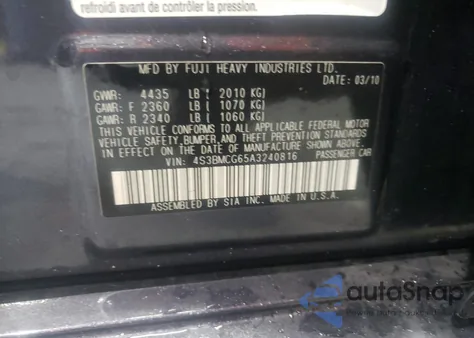 refroidi avant de contrôler la pression.
MFD BY FUJI HEAVY INDUSTRIES LTD.
DATE: 03/10
GVWR: 4435 LB ( 2010 KG)
GAWR: F 2360 LB ( 1070 KG)
GAWR: R 2340 LB ( 1060 KG)
THIS VEHICLE CONFORMS TO ALL APPLICABLE FEDERAL MOTOR
VEHICLE SAFETY, BUMPER, AND THEFT PREVENTION STANDARDS
IN EFFECT ON THE DATE OF MANUFACTURE SHOWN ABOVE.
VIN: 4S3BMCG65A3240816 PASSENGER CAR
ASSEMBLED BY SIA INC. MADE IN U.S.A.
autoSnap